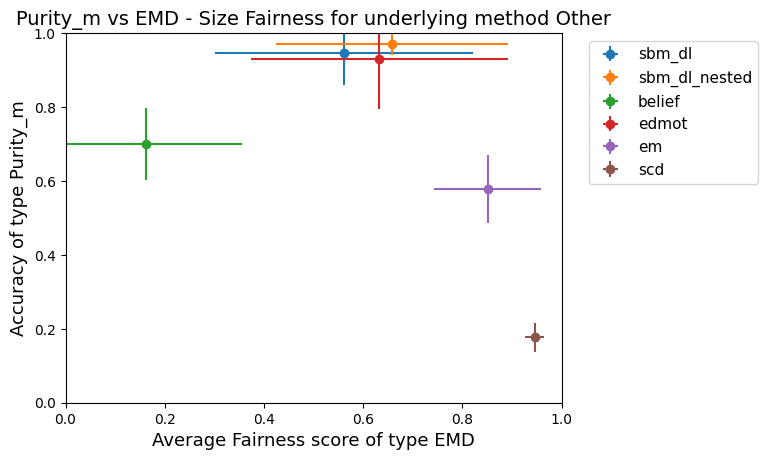 Purity_m vs EMD - Size Fairness for underlying method Other
Accuracy of type Purity_m
1.0
0.8
0.6
0.4
0.2
0.0
0.0 0.2 0.4 0.6 0.8 1.0
Average Fairness score of type EMD
sbm_dl
sbm_dl_nested
belief
edmot
em
scd